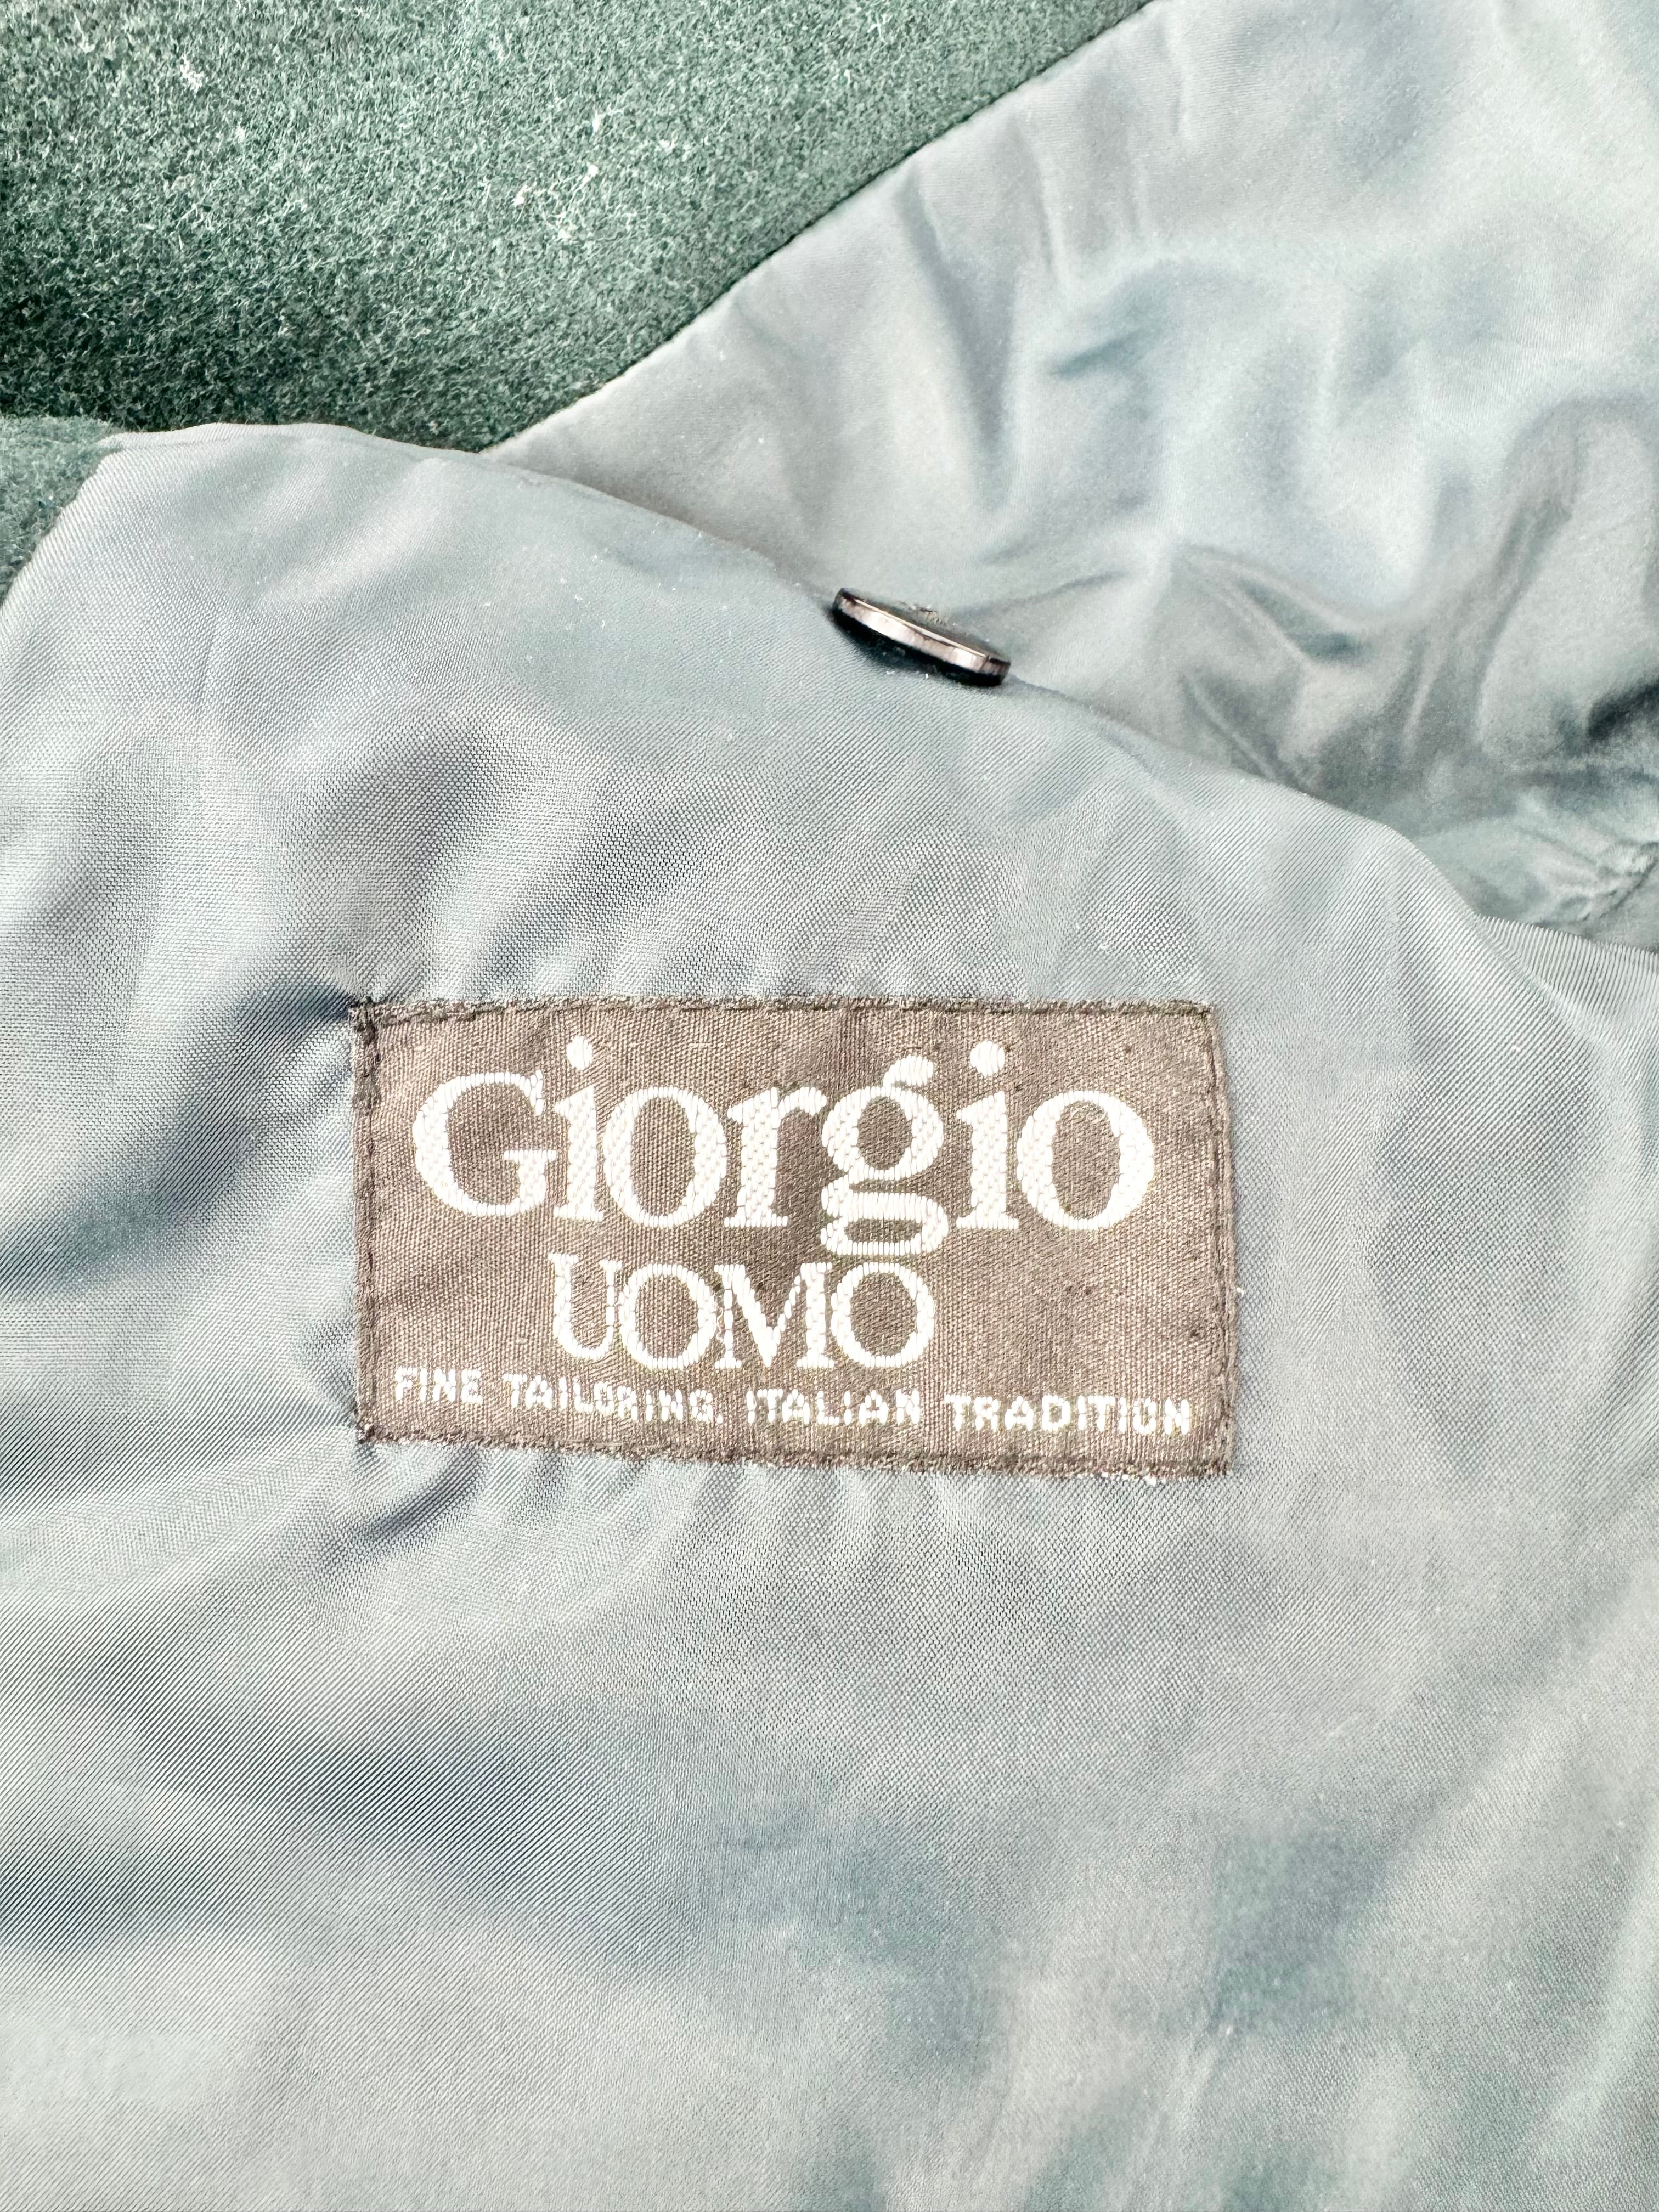 Giorgio
UOMO
FINE TAILORING. ITALIAN TRADITION